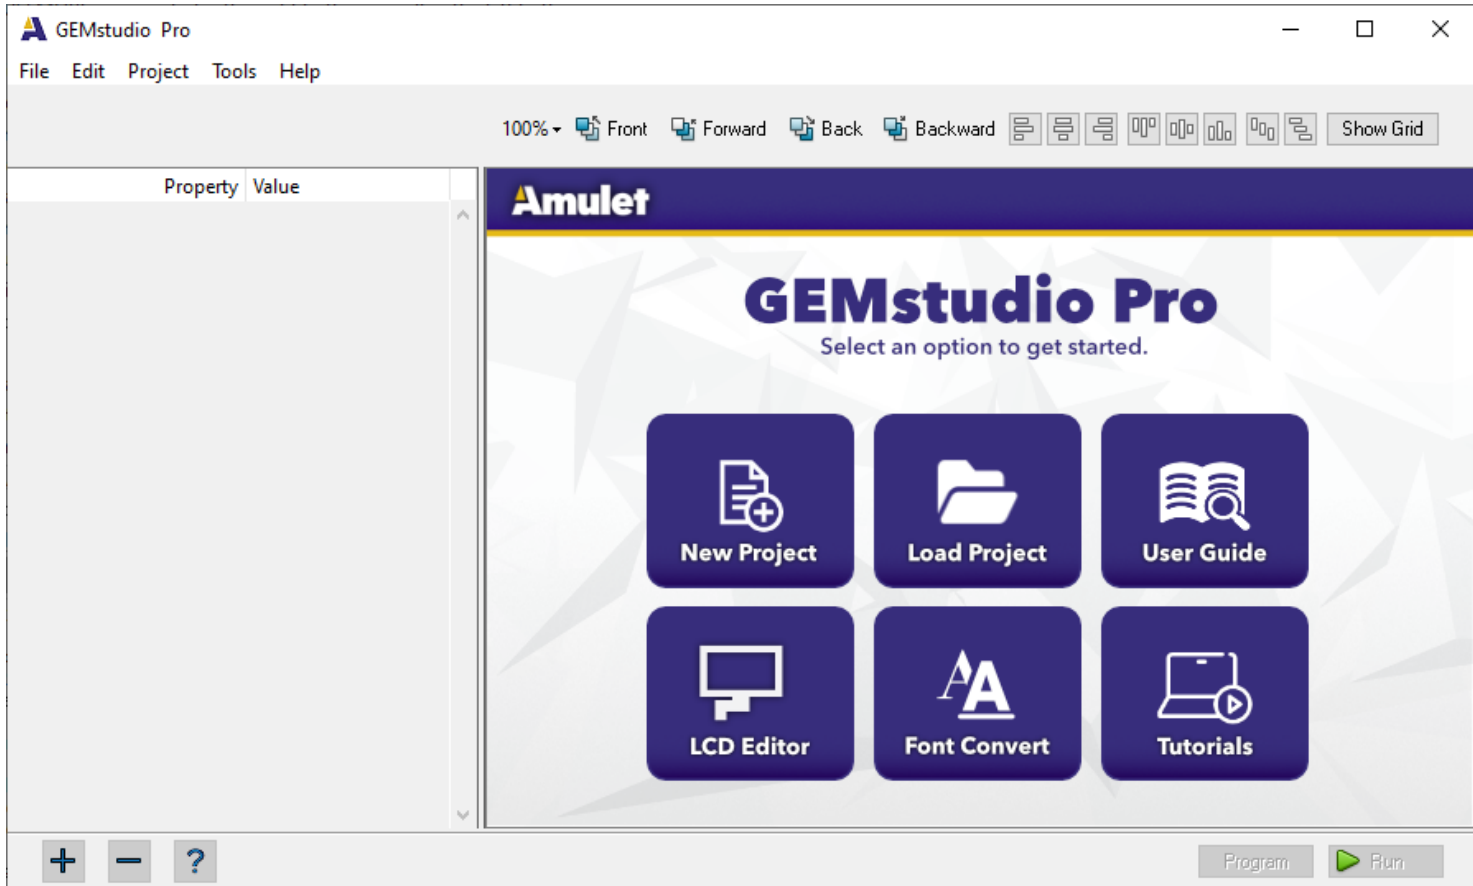 GEMstudio Pro
File Edit Project Tools Help
100% Front Forward Back Backward Show Grid
Property Value
Amulet
GEMstudio Pro
Select an option to get started.
New Project Load Project User Guide
LCD Editor Font Convert Tutorials
Program Run